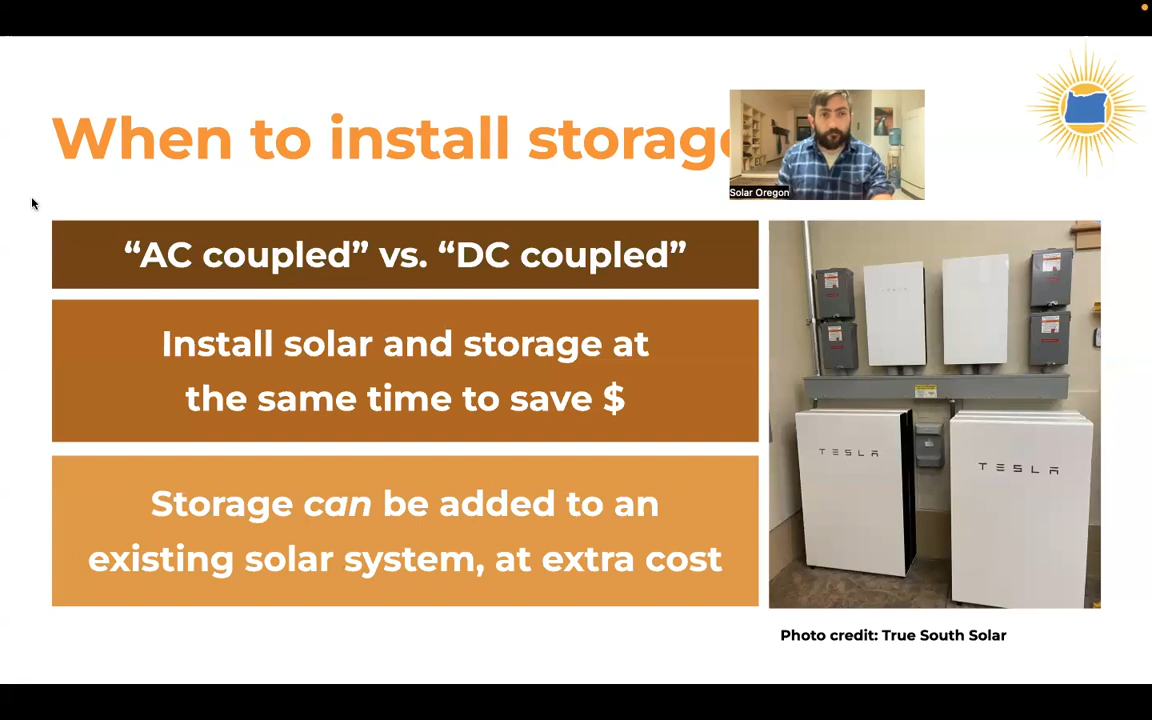 When to install storage
Solar Oregon
“AC coupled” vs. “DC coupled”
Install solar and storage at
the same time to save $
Storage can be added to an
existing solar system, at extra cost
TESLA
TESLA
Photo credit: True South Solar